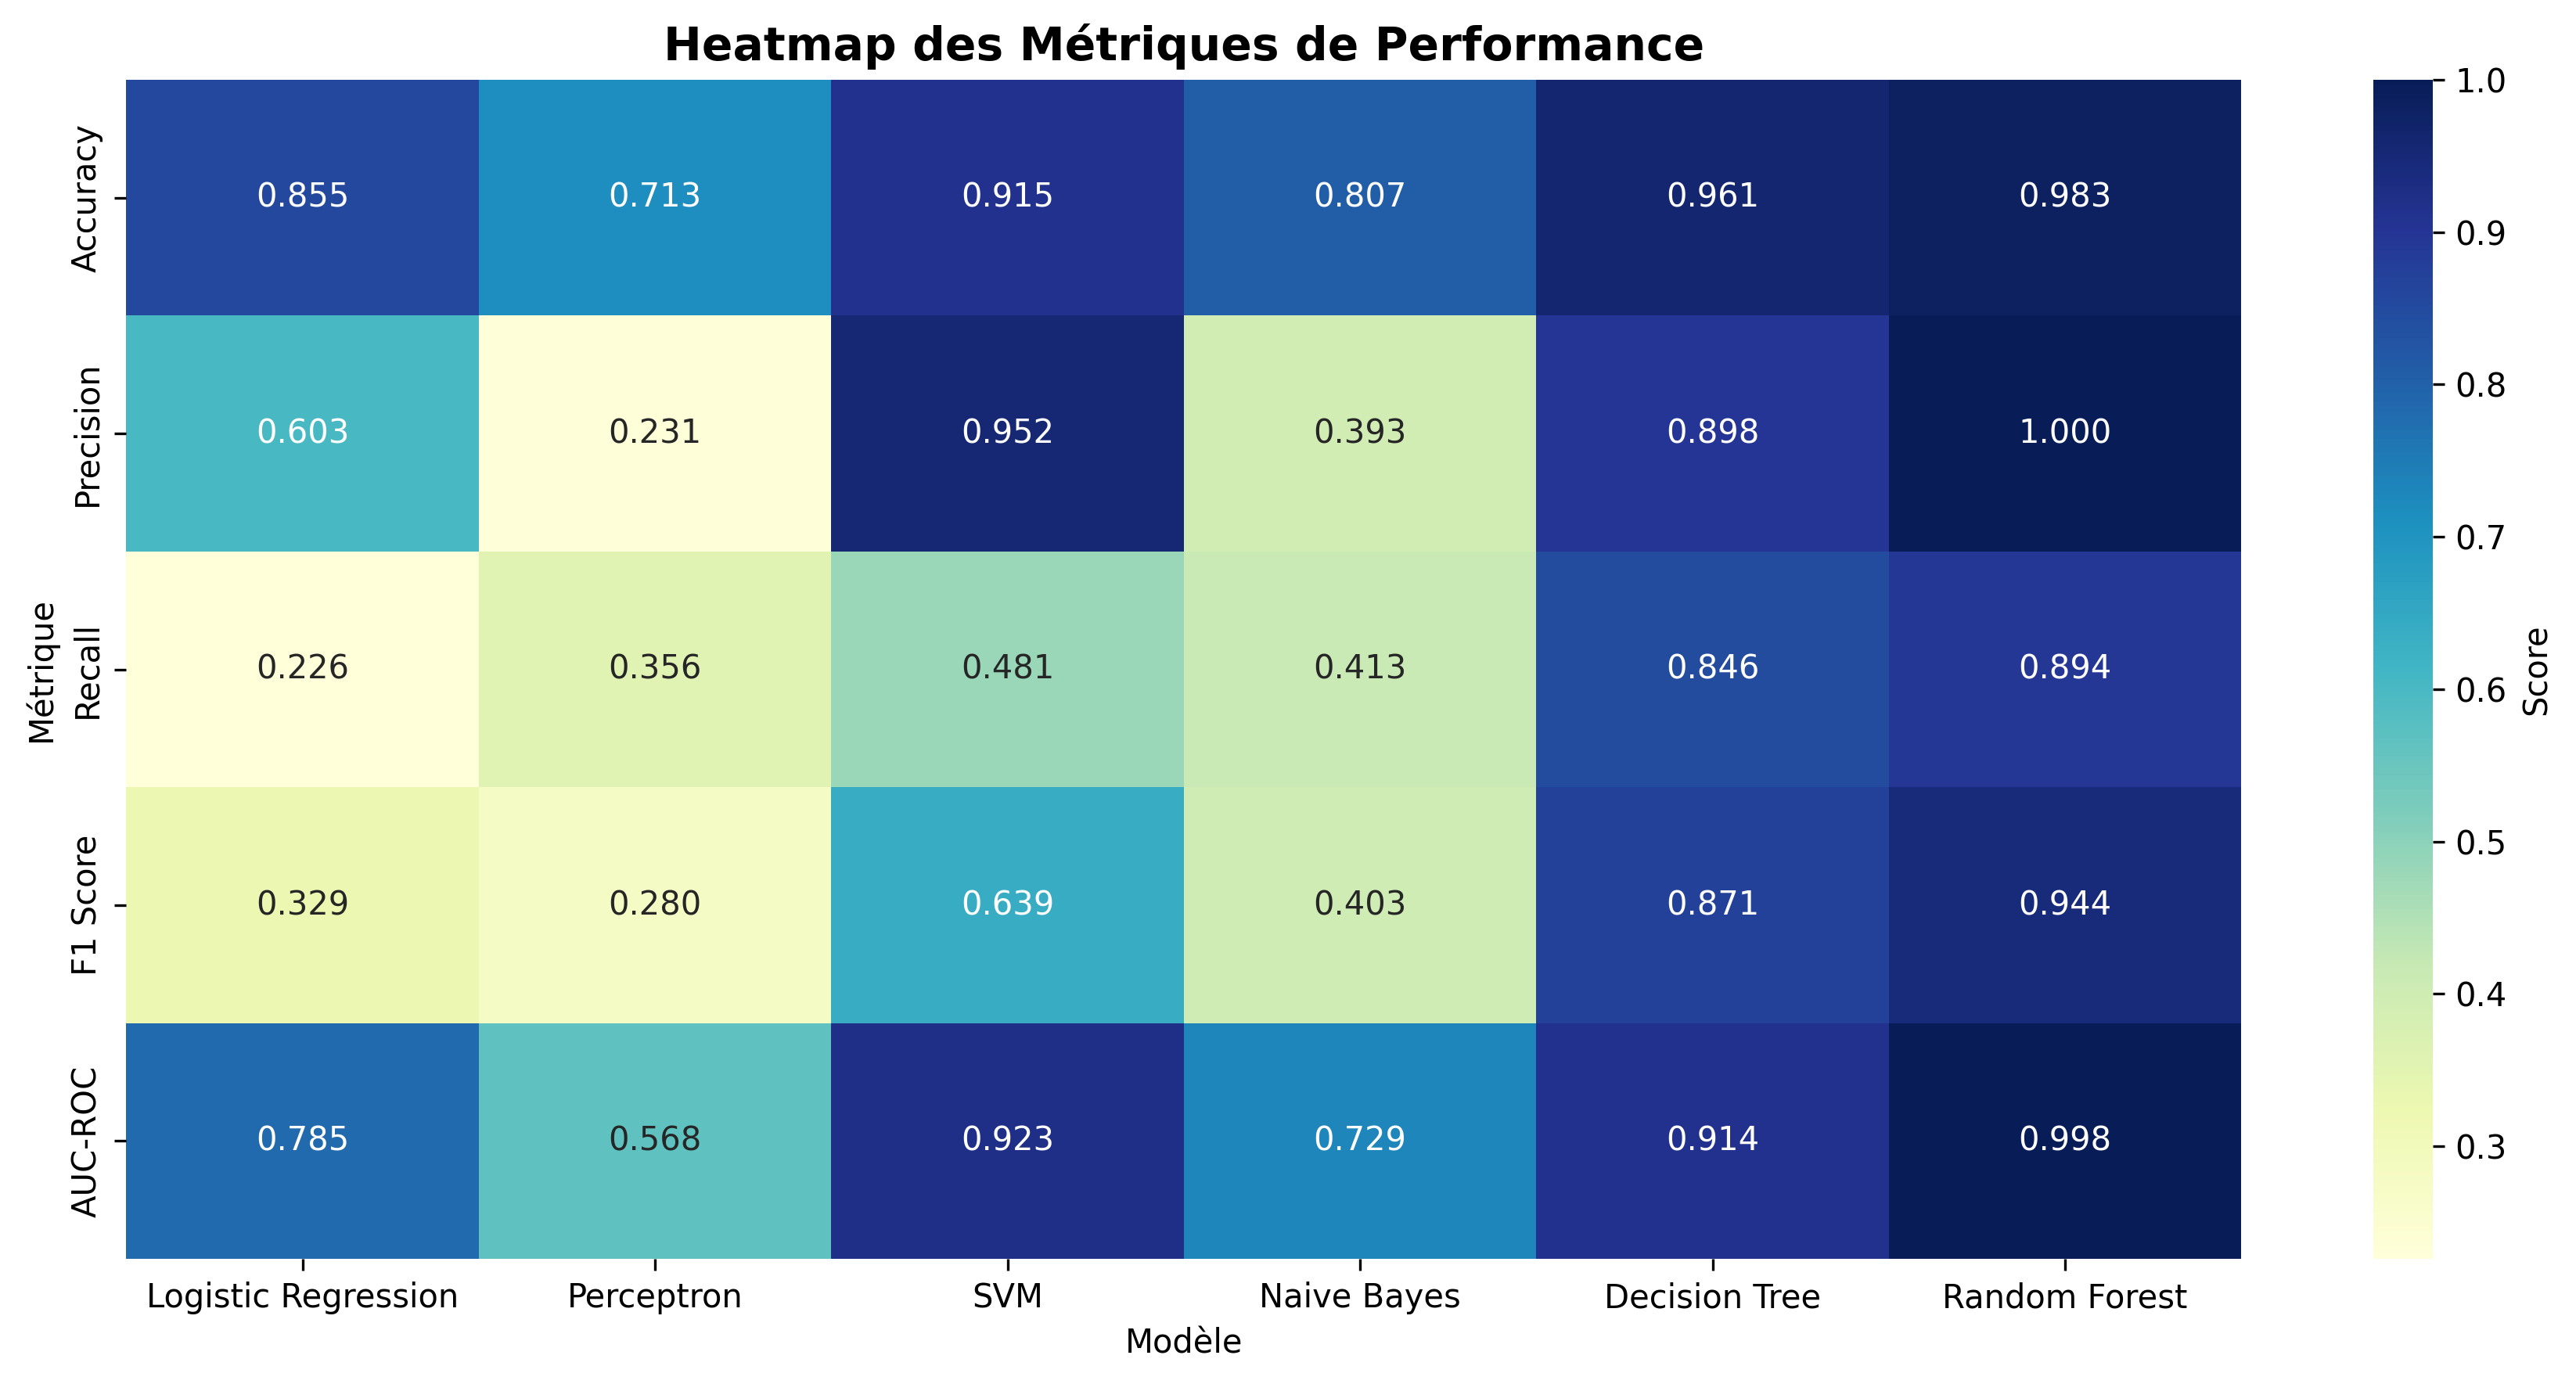 Heatmap des Métriques de Performance
Métrique
Accuracy 0.855 0.713 0.915 0.807 0.961 0.983
Precision 0.603 0.231 0.952 0.393 0.898 1.000
Recall 0.226 0.356 0.481 0.413 0.846 0.894
F1 Score 0.329 0.280 0.639 0.403 0.871 0.944
AUC-ROC 0.785 0.568 0.923 0.729 0.914 0.998
Logistic Regression Perceptron SVM Naive Bayes Decision Tree Random Forest
Modèle
1.0
0.9
0.8
0.7
0.6
0.5
0.4
0.3
Score